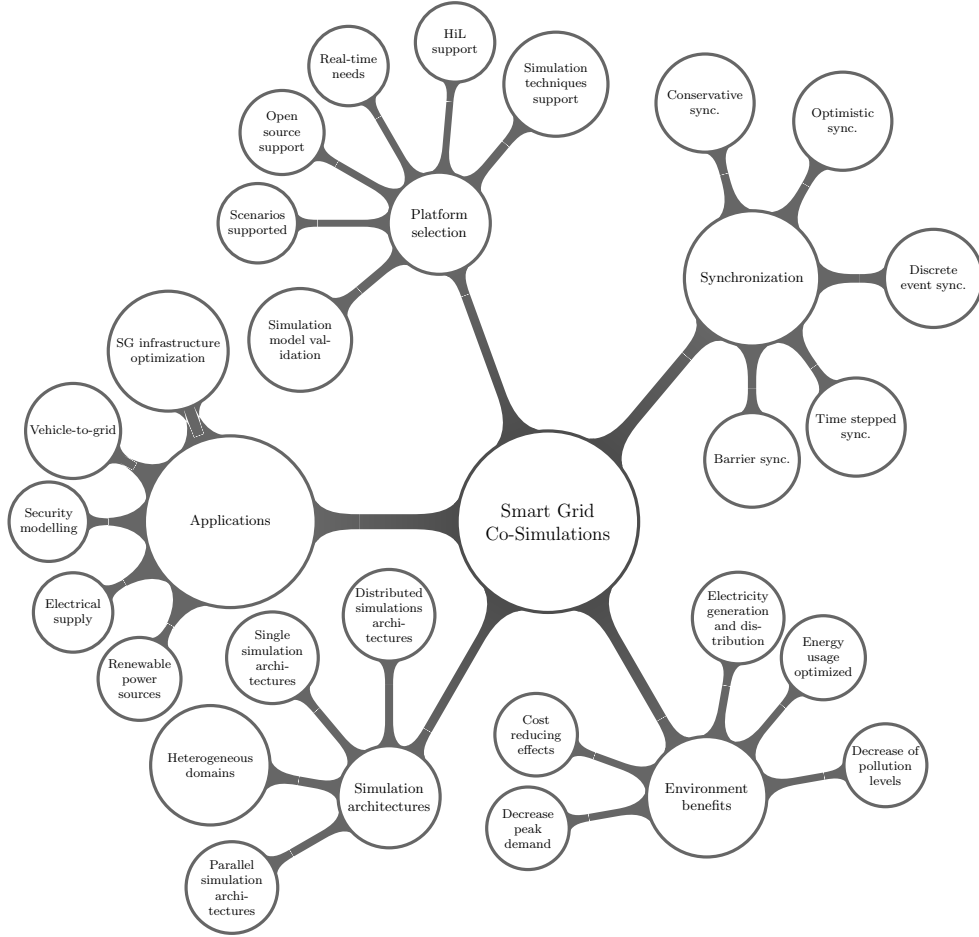 HiL
support
Real-time
needs
Simulation
techniques
support
Open
source
support
Scenarios
supported
Platform
selection
Simulation
model val-
idation
Conservative
sync.
Optimistic
sync.
Synchronization
Discrete
event sync.
Time stepped
sync.
Barrier sync.
SG infrastructure
optimization
Vehicle-to-grid
Security
modelling
Applications
Electrical
supply
Renewable
power
sources
Smart Grid
Co-Simulations
Distributed
simulations
archi-
tectures
Single
simulation
archi-
tectures
Heterogeneous
domains
Simulation
architectures
Parallel
simulation
archi-
tectures
Electricity
generation
and dis-
tribution
Energy
usage
optimized
Cost
reducing
effects
Decrease of
pollution
levels
Environment
benefits
Decrease
peak
demand